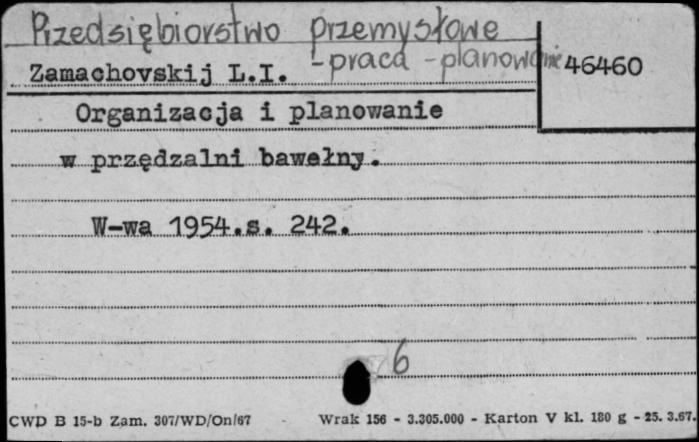 Przedsiębiorstwo przemysłowe
-praca -planowanie
Zamachovskij L.I.
46460
Organizacja i planowanie
w przędzalni bawełny.
W-wa 1954.s. 242.
6
CWD B 15-b Zam. 307/WD/On/67 Wrak 156 - 3.305.000 - Karton V kl. 180 g - 25. 3.67.